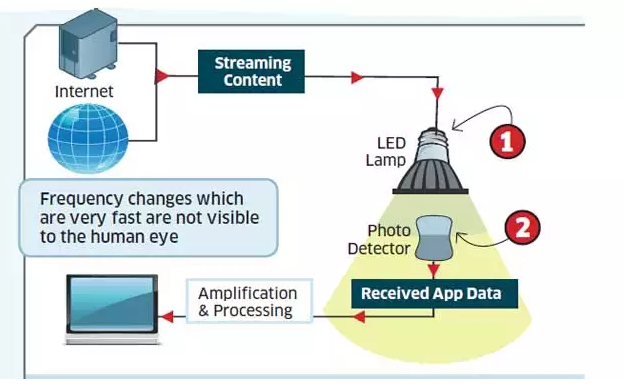 Streaming
Content
Internet
LED
Lamp
1
Frequency changes which
are very fast are not visible
to the human eye
Photo
Detector
2
Amplification
& Processing
Received App Data